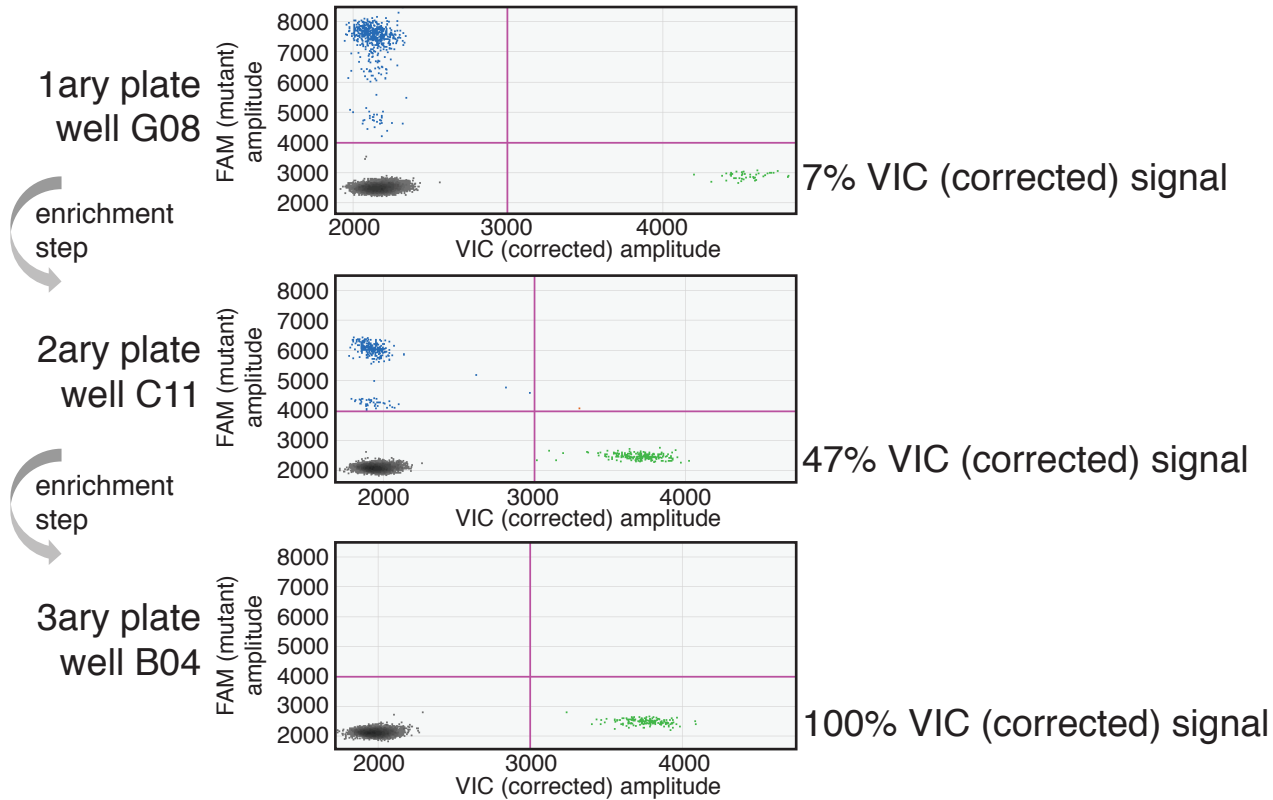 1ary plate
well G08
FAM (mutant)
amplitude
8000
7000
6000
5000
4000
3000
2000
2000 3000 4000
VIC (corrected) amplitude
7% VIC (corrected) signal
enrichment
step
2ary plate
well C11
FAM (mutant)
amplitude
8000
7000
6000
5000
4000
3000
2000
2000 3000 4000
VIC (corrected) amplitude
47% VIC (corrected) signal
enrichment
step
3ary plate
well B04
FAM (mutant)
amplitude
8000
7000
6000
5000
4000
3000
2000
2000 3000 4000
VIC (corrected) amplitude
100% VIC (corrected) signal